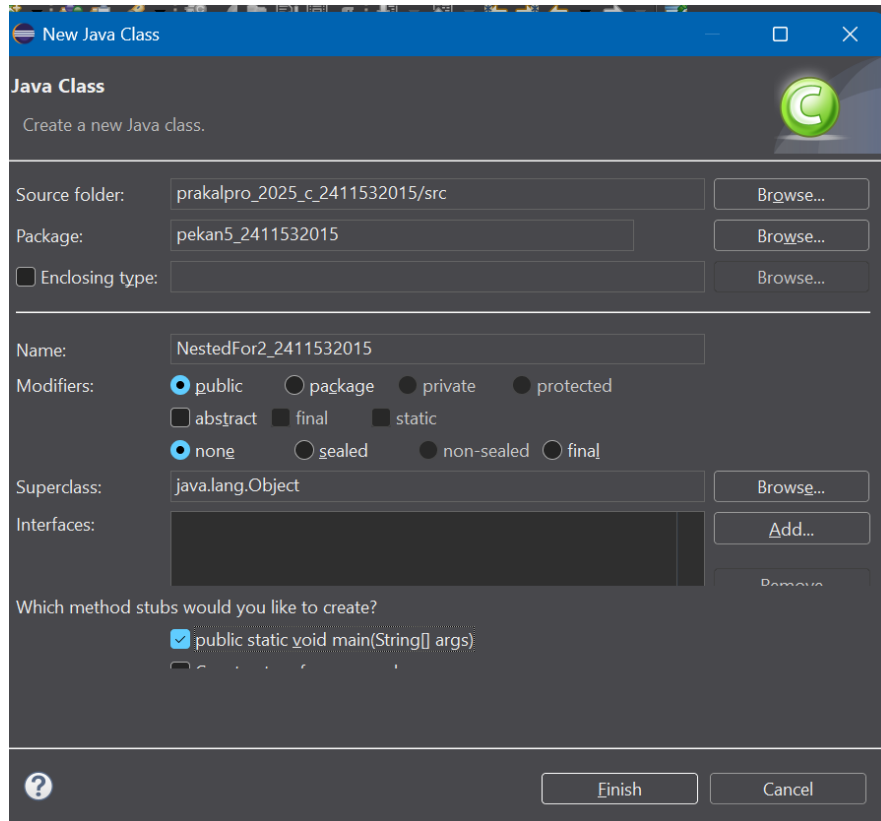 New Java Class
Java Class
Create a new Java class.
Source folder: prakalpro_2025_c_2411532015/src Browse...
Package: pekan5_2411532015 Browse...
Enclosing type: Browse...
Name: NestedFor2_2411532015
Modifiers: public package private protected
abstract final static
none sealed non-sealed final
Superclass: java.lang.Object Browse...
Interfaces: Add...
Remove
Which method stubs would you like to create?
public static void main(String[] args)
Finish Cancel